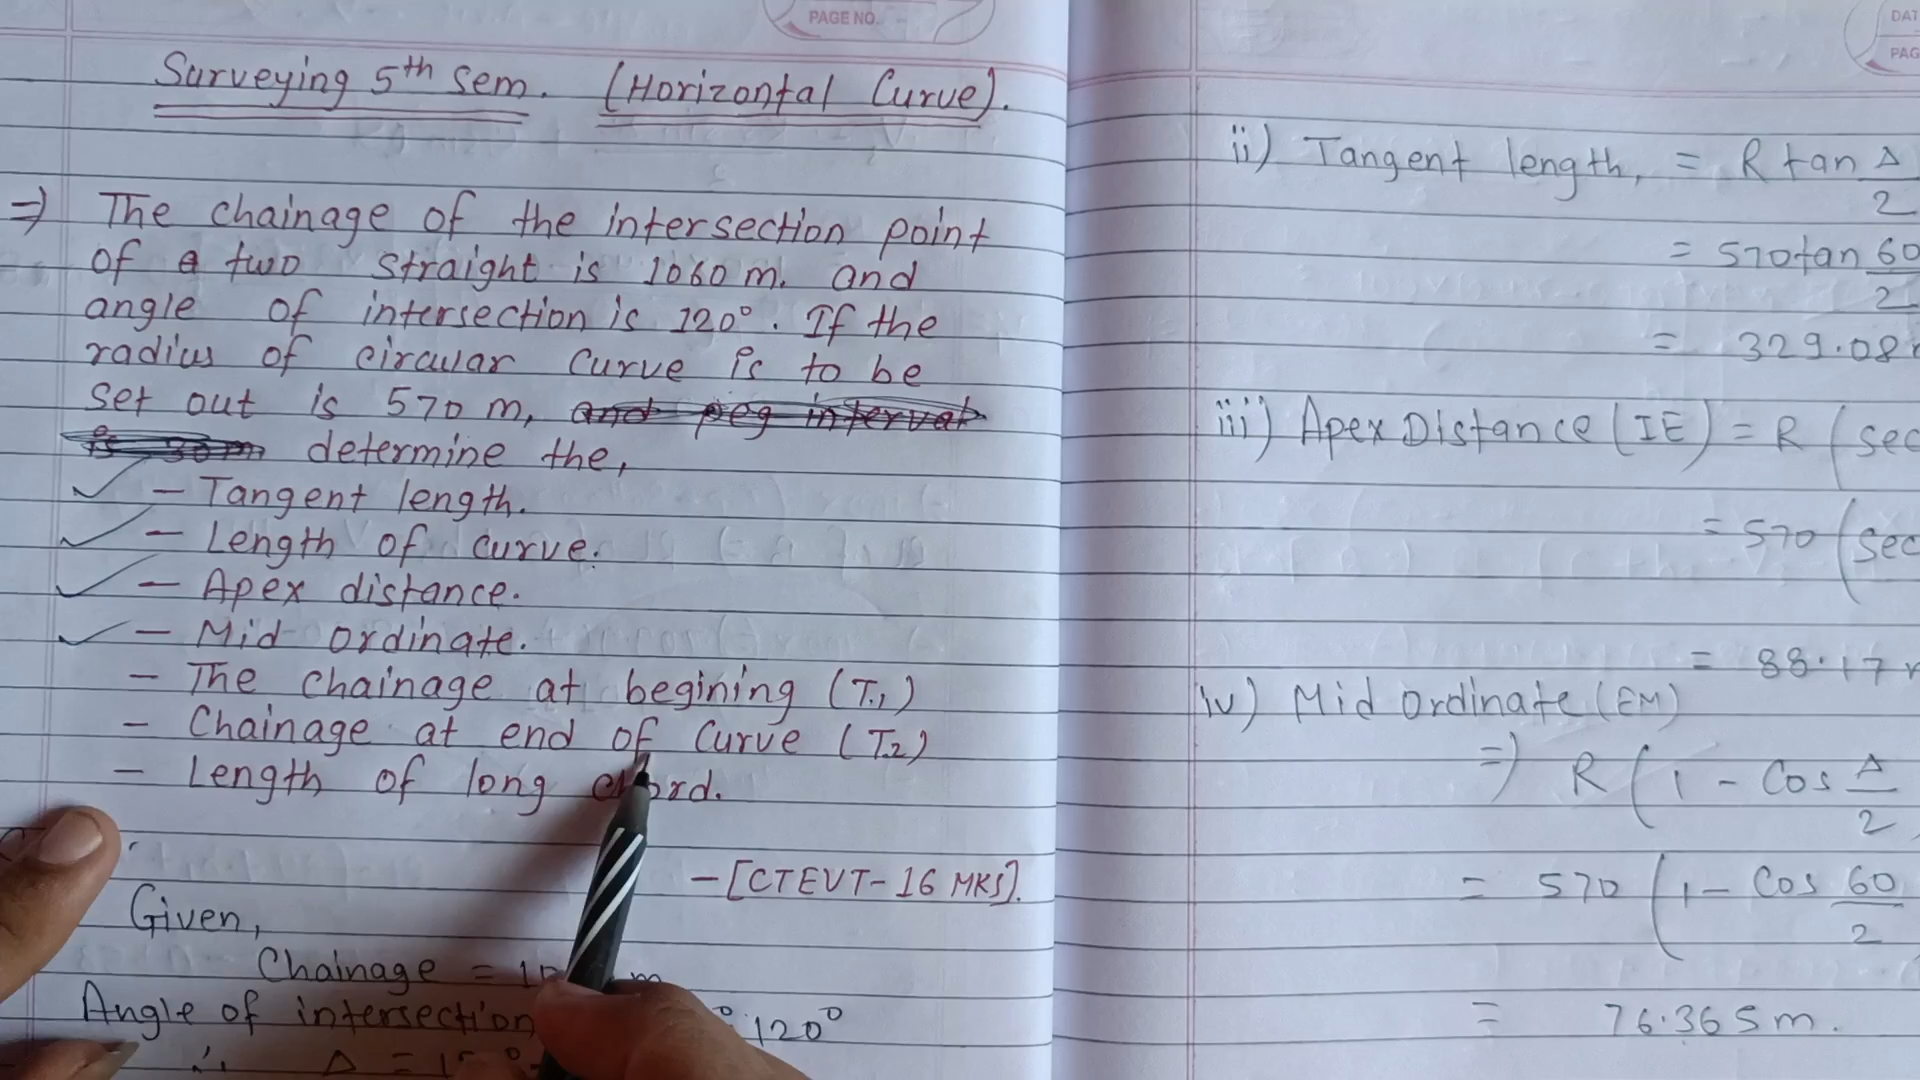 PAGE NO.
Surveying 5th sem. (Horizontal Curve).
⇒ The chainage of the intersection point
of a two straight is 1060 m. and
angle of intersection is 120°. If the
radius of circular curve is to be
set out is 570 m, and peg interval
is 30m determine the,
- Tangent length.
- Length of curve.
- Apex distance.
- Mid ordinate.
- The chainage at begining (T1)
- Chainage at end of curve (T2)
- Length of long chord.
- [CTEVT- 16 MKS].
Given,
Chainage = m
Angle of intersection 120°
∴ Δ =
DAT
PAG
ii) Tangent length, = R tan Δ/2
= 570 tan 60/2
= 329.08
iii) Apex Distance (IE) = R (sec
= 570 (sec
= 88.17
iv) Mid Ordinate (EM)
⇒ R (1 - Cos Δ/2
= 570 (1 - Cos 60/2
= 76.365 m.